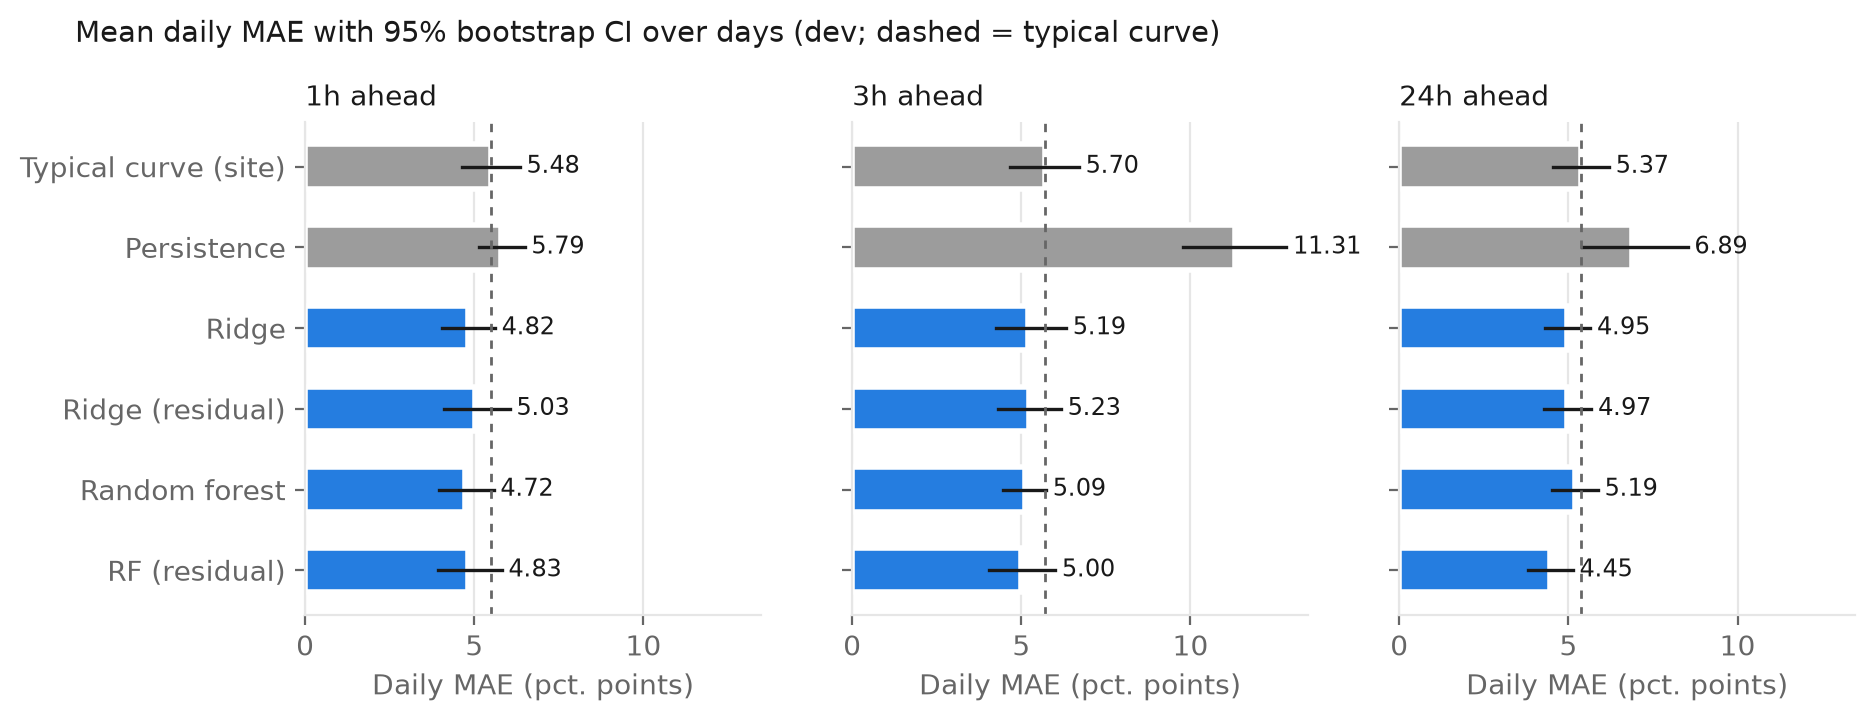 Mean daily MAE with 95% bootstrap CI over days (dev; dashed = typical curve)
1h ahead
3h ahead
24h ahead
Typical curve (site)
5.48
5.70
5.37
Persistence
5.79
11.31
6.89
Ridge
4.82
5.19
4.95
Ridge (residual)
5.03
5.23
4.97
Random forest
4.72
5.09
5.19
RF (residual)
4.83
5.00
4.45
0 5 10
0 5 10
0 5 10
Daily MAE (pct. points)
Daily MAE (pct. points)
Daily MAE (pct. points)